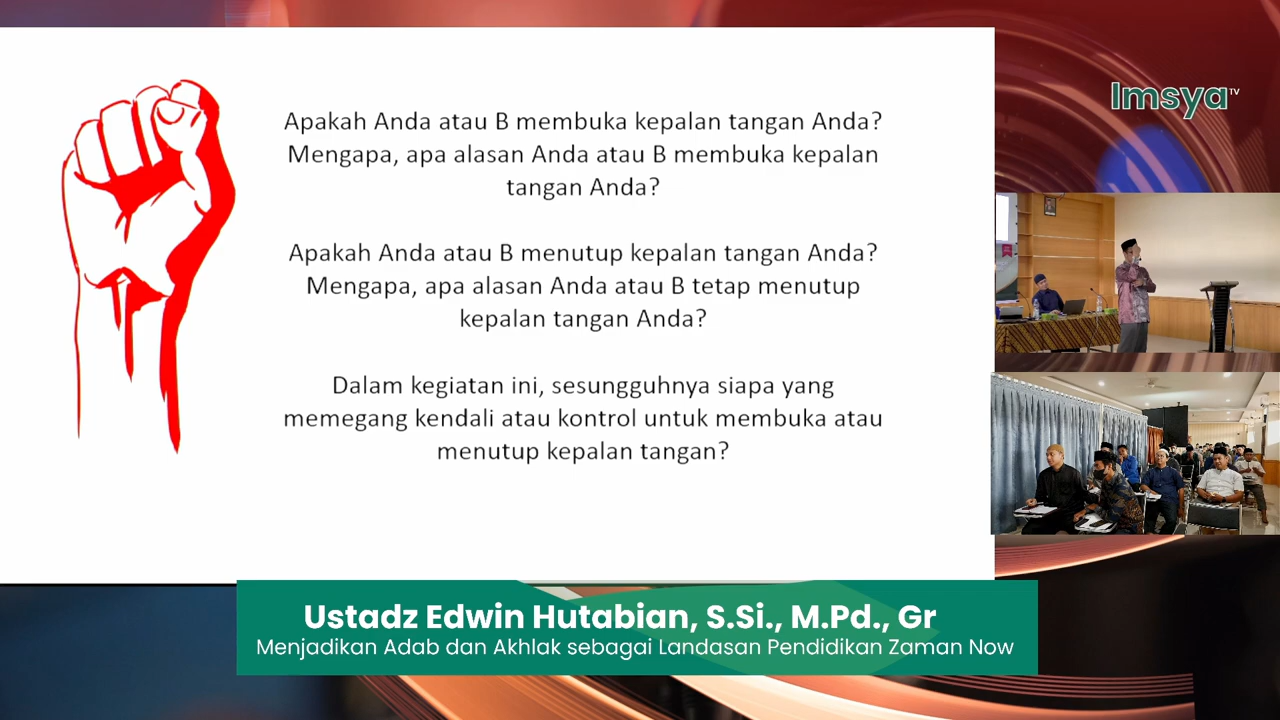 Apakah Anda atau B membuka kepalan tangan Anda?
Mengapa, apa alasan Anda atau B membuka kepalan
tangan Anda?
Apakah Anda atau B menutup kepalan tangan Anda?
Mengapa, apa alasan Anda atau B tetap menutup
kepalan tangan Anda?
Dalam kegiatan ini, sesungguhnya siapa yang
memegang kendali atau kontrol untuk membuka atau
menutup kepalan tangan?
Imsya TV
Ustadz Edwin Hutabian, S.Si., M.Pd., Gr
Menjadikan Adab dan Akhlak sebagai Landasan Pendidikan Zaman Now